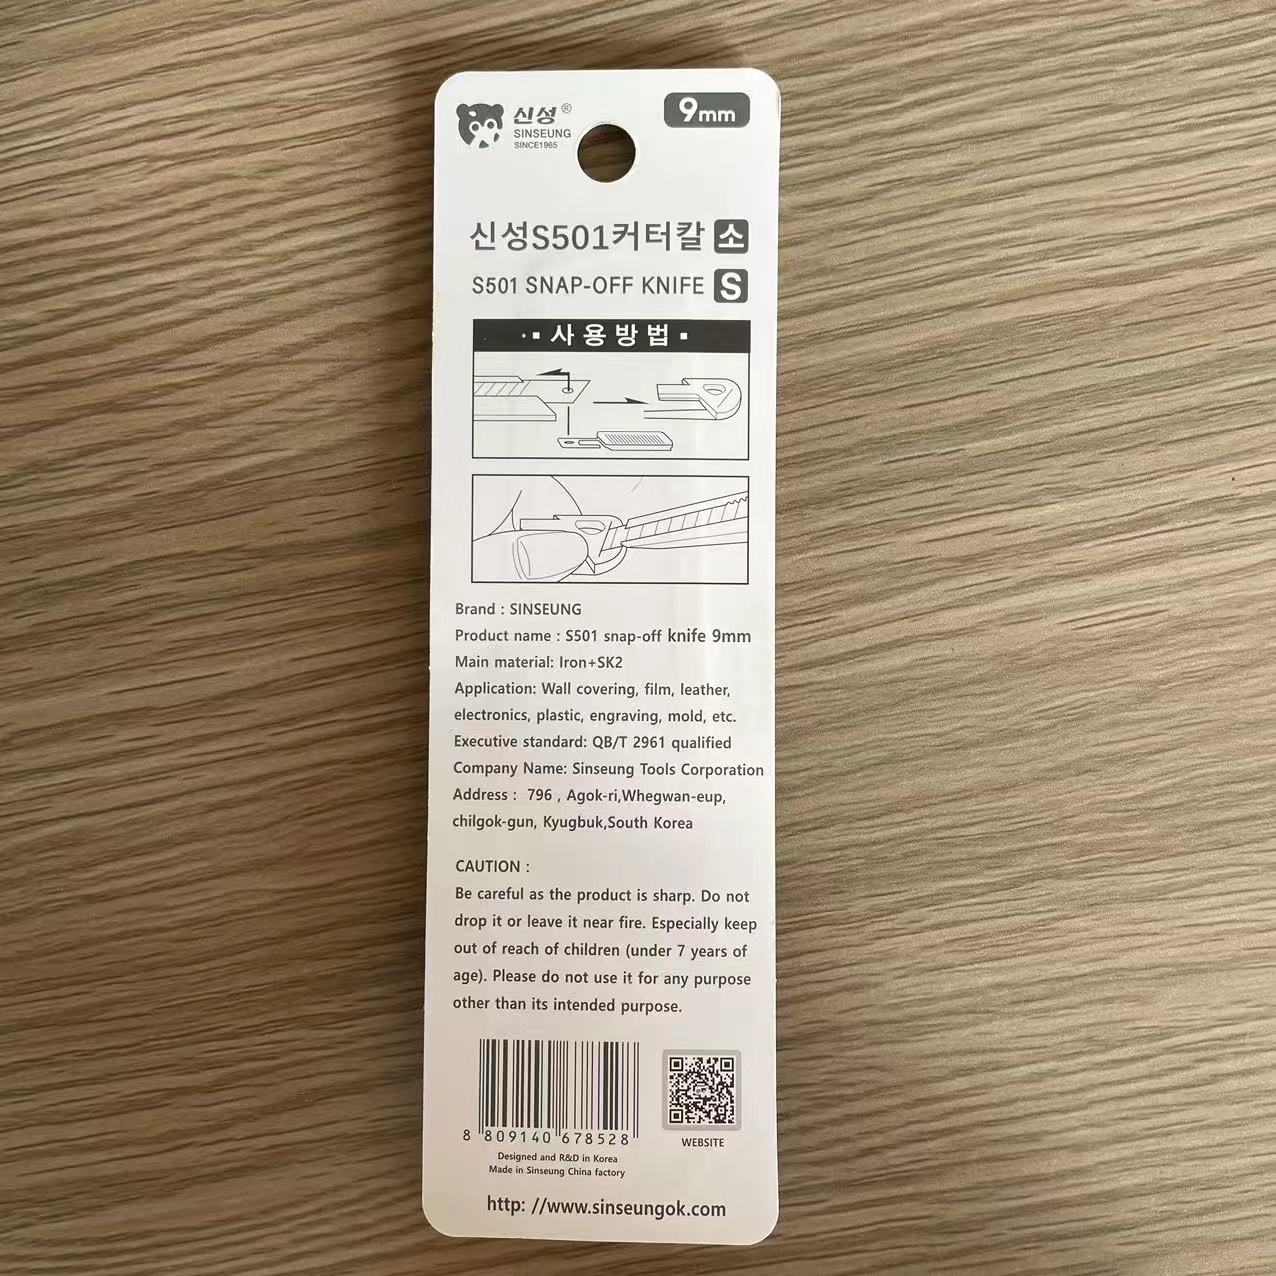 신성®
SINSEUNG
SINCE1965
9mm
신성S501커터칼 소
S501 SNAP-OFF KNIFE S
사용방법
Brand : SINSEUNG
Product name : S501 snap-off knife 9mm
Main material: Iron+SK2
Application: Wall covering, film, leather,
electronics, plastic, engraving, mold, etc.
Executive standard: QB/T 2961 qualified
Company Name: Sinseung Tools Corporation
Address : 796 , Agok-ri,Whegwan-eup,
chilgok-gun, Kyugbuk,South Korea
CAUTION :
Be careful as the product is sharp. Do not
drop it or leave it near fire. Especially keep
out of reach of children (under 7 years of
age). Please do not use it for any purpose
other than its intended purpose.
8 809140 678528
WEBSITE
Designed and R&D in Korea
Made in Sinseung China factory
http: //www.sinseungok.com